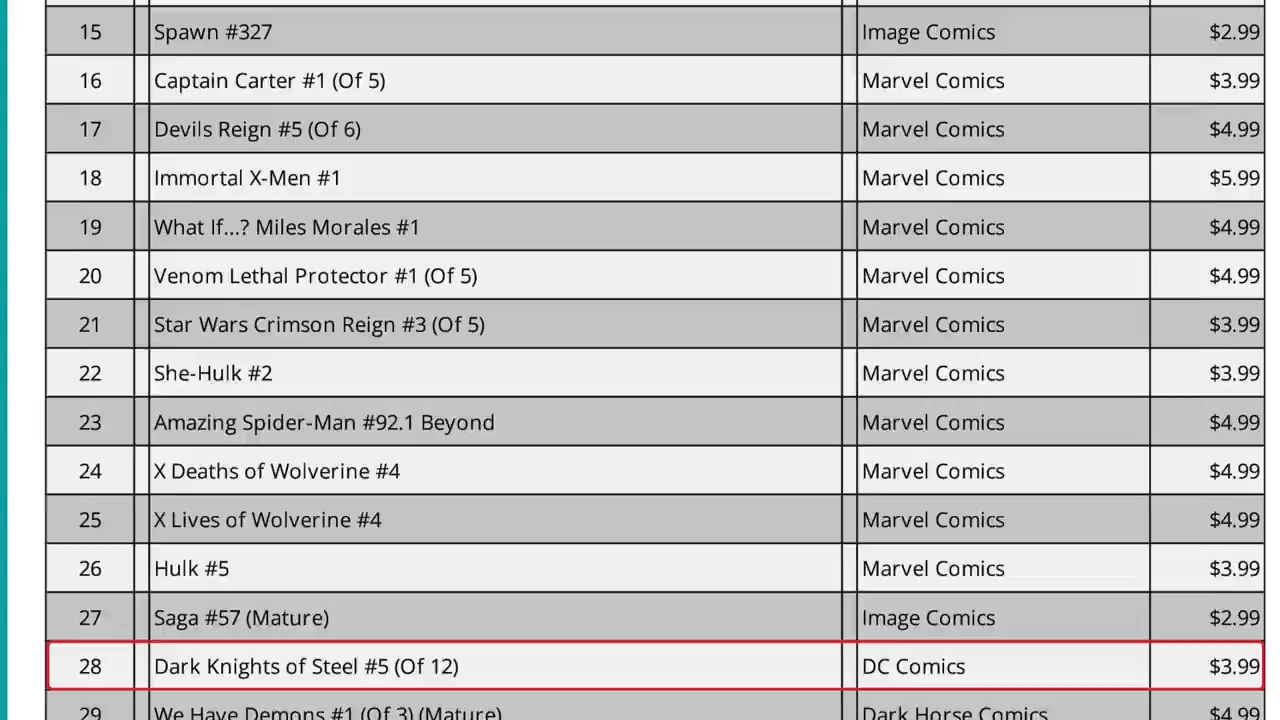 15 Spawn #327 Image Comics $2.99
16 Captain Carter #1 (Of 5) Marvel Comics $3.99
17 Devils Reign #5 (Of 6) Marvel Comics $4.99
18 Immortal X-Men #1 Marvel Comics $5.99
19 What If...? Miles Morales #1 Marvel Comics $4.99
20 Venom Lethal Protector #1 (Of 5) Marvel Comics $4.99
21 Star Wars Crimson Reign #3 (Of 5) Marvel Comics $3.99
22 She-Hulk #2 Marvel Comics $3.99
23 Amazing Spider-Man #92.1 Beyond Marvel Comics $4.99
24 X Deaths of Wolverine #4 Marvel Comics $4.99
25 X Lives of Wolverine #4 Marvel Comics $4.99
26 Hulk #5 Marvel Comics $3.99
27 Saga #57 (Mature) Image Comics $2.99
28 Dark Knights of Steel #5 (Of 12) DC Comics $3.99
29 We Have Demons #1 (Of 3) (Mature) Dark Horse Comics $4.99